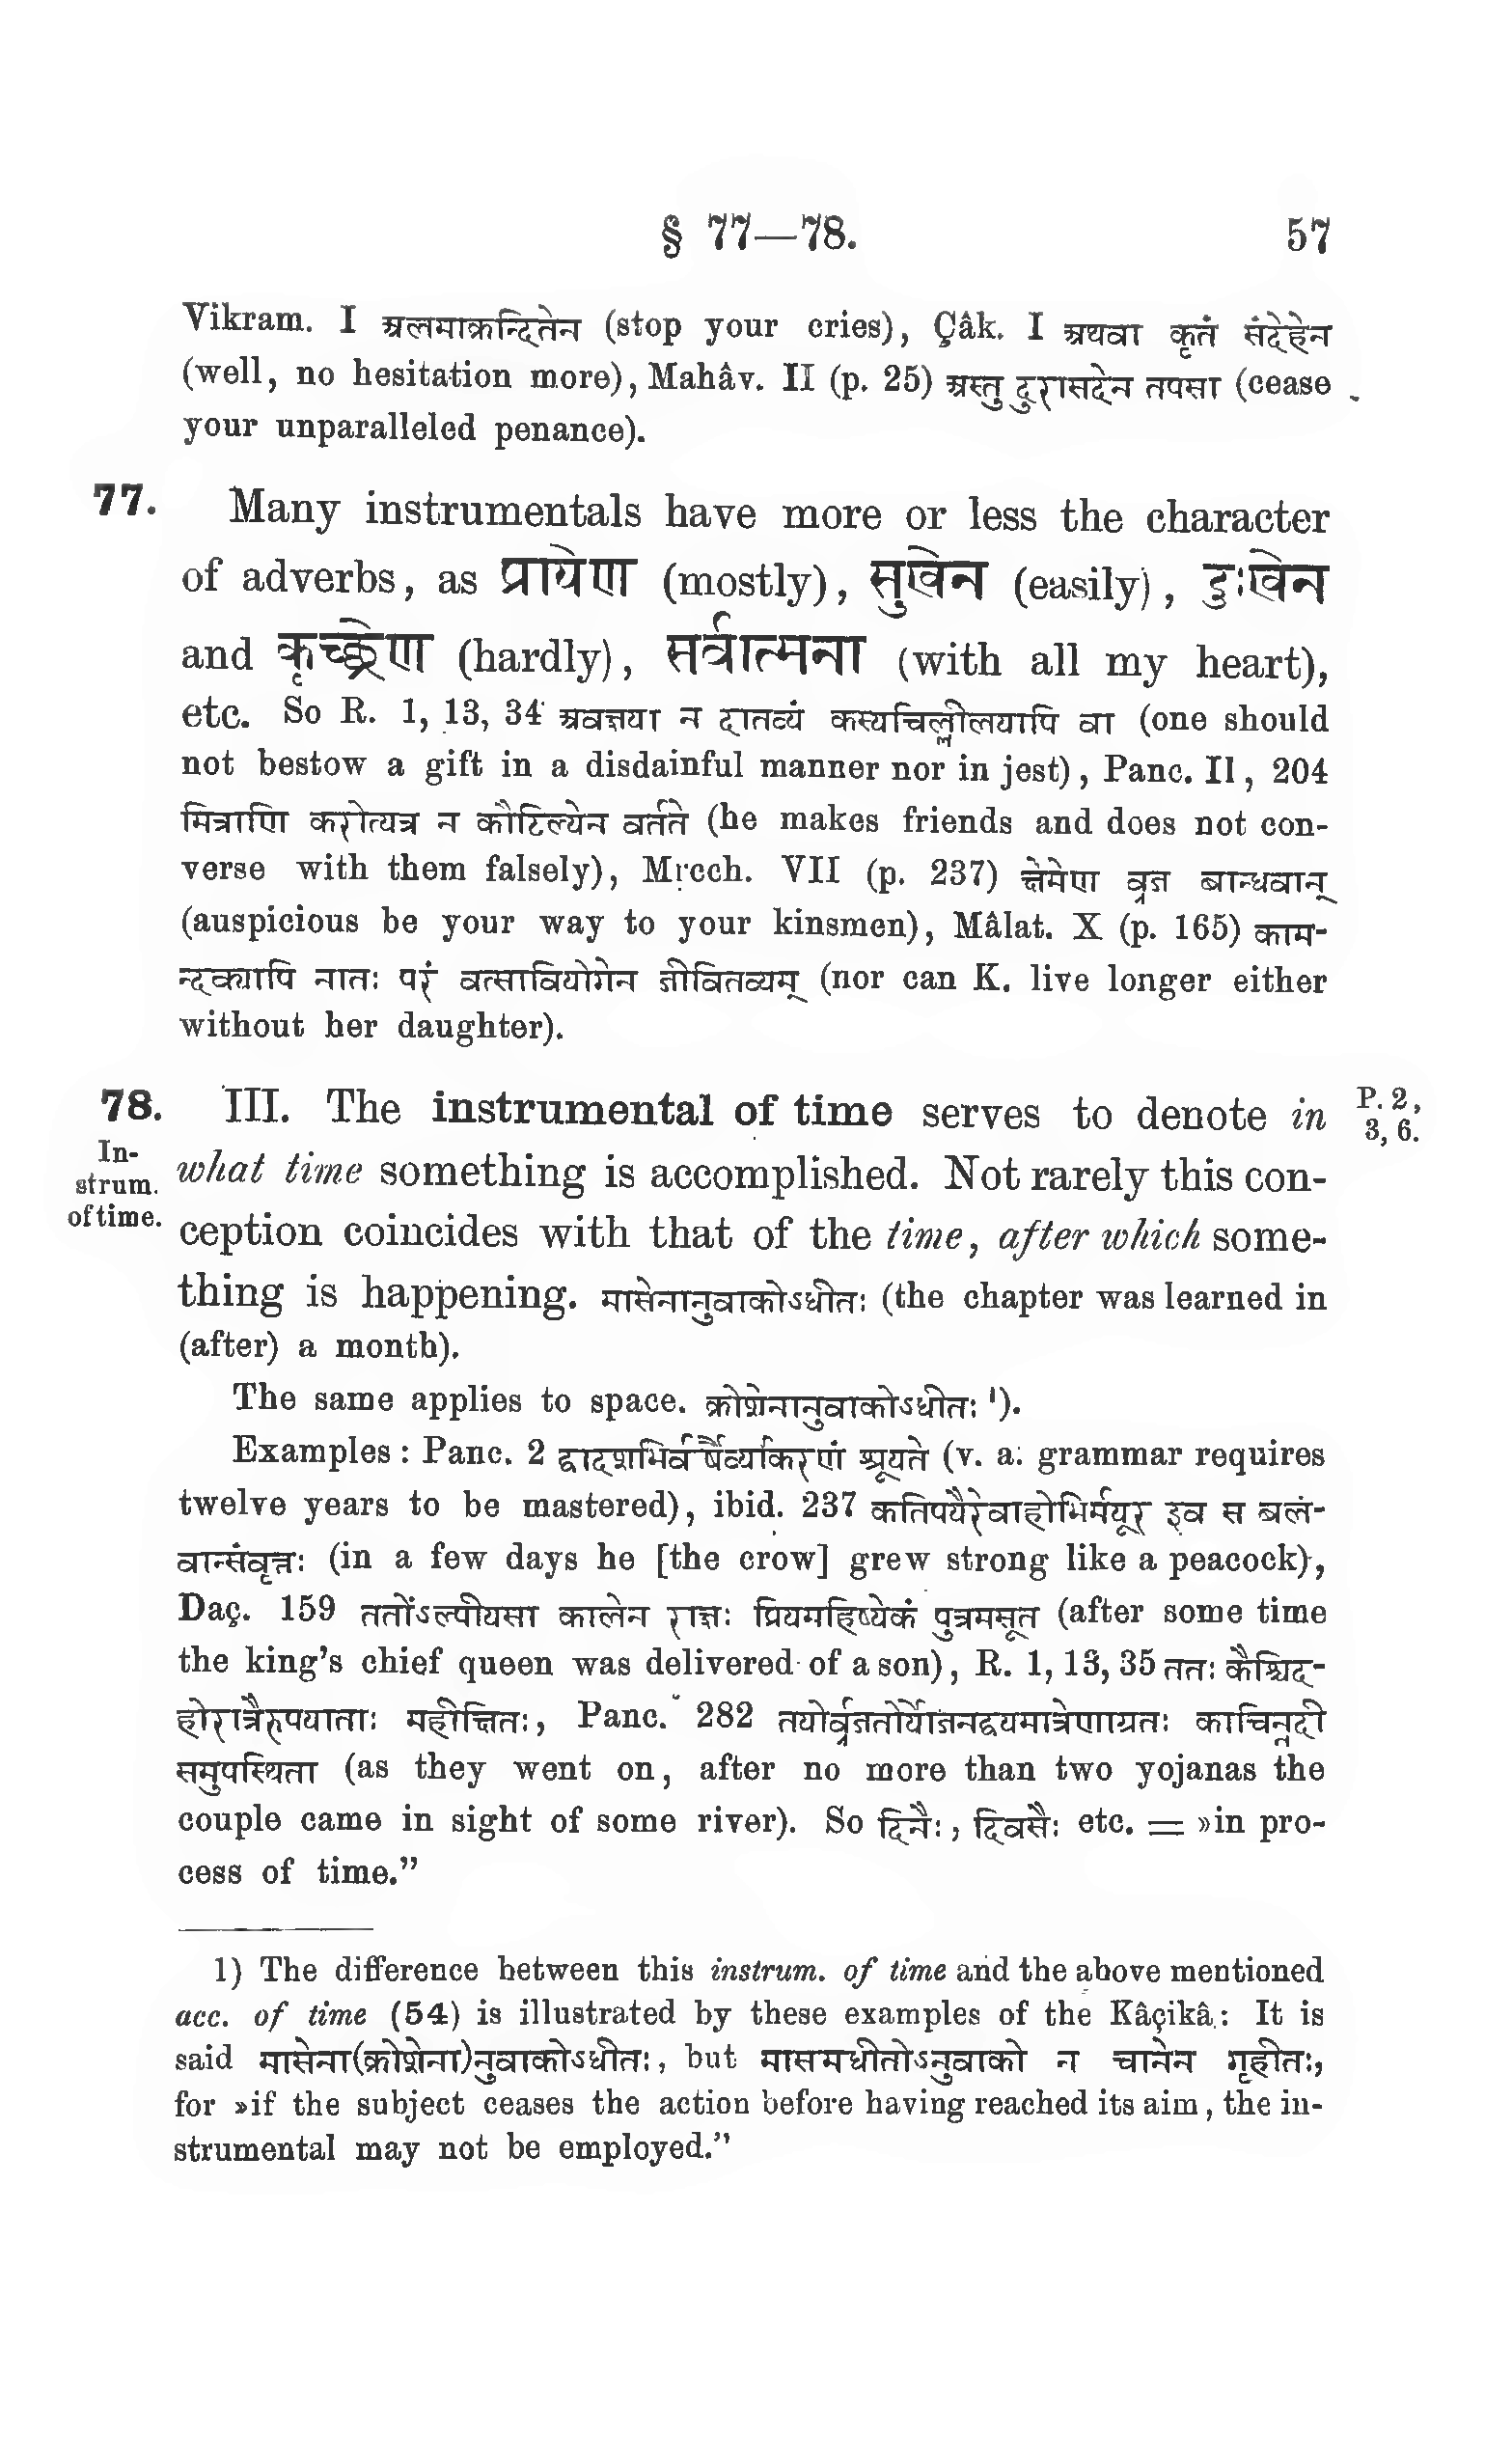 § 77—78. 57
Vikram. I अलमाक्रन्दितेन (stop your cries), Çâk. I अथवा कृतं संदेहेन
(well, no hesitation more), Mahâv. II (p. 25) अस्तु दुरासदेन तपसा (cease
your unparalleled penance).
77. Many instrumentals have more or less the character
of adverbs, as प्रायेण (mostly), सुखेन (easily), दुःखेन
and कृच्छ्रेण (hardly), सर्वात्मना (with all my heart),
etc. So R. 1, 13, 34 अवज्ञया न दातव्यं कस्यचिल्लीलयापि वा (one should
not bestow a gift in a disdainful manner nor in jest), Panc. II, 204
मित्राणि करोत्यत्र न कौटिल्येन वर्तते (he makes friends and does not con-
verse with them falsely), Mṛcch. VII (p. 237) क्षेमेण व्रज बान्धवान्
(auspicious be your way to your kinsmen), Mâlat. X (p. 165) काम-
न्दक्यापि नातः परं वत्सावियोगेन जीवितव्यम् (nor can K. live longer either
without her daughter).
78. III. The instrumental of time serves to denote in P. 2,
3, 6.
In-
strum.
of time.
what time something is accomplished. Not rarely this con-
ception coincides with that of the time, after which some-
thing is happening. मासेनानुवाकोऽधीतः (the chapter was learned in
(after) a month).
The same applies to space. क्रोशेनानुवाकोऽधीतः ¹).
Examples: Panc. 2 द्वादशभिर्वर्षैर्व्याकरणं श्रूयते (v. a. grammar requires
twelve years to be mastered), ibid. 237 कतिपयैरेवाहोभिर्मयूर इव स बलं-
वान्संवृत्तः (in a few days he [the crow] grew strong like a peacock),
Daç. 159 ततोंऽल्पीयसा कालेन राज्ञः प्रियमहिष्येकं पुत्रमसूत (after some time
the king's chief queen was delivered of a son), R. 1, 13, 35 ततः कैश्चिद-
होरात्रैरुपयाताः महीक्षितः, Panc. 282 तयोर्व्रजतोर्योजनद्वयमात्रेणाग्रतः काचिन्नदी
समुपस्थिता (as they went on, after no more than two yojanas the
couple came in sight of some river). So दिनैः, दिवसैः etc. = »in pro-
cess of time."
1) The difference between this instrum. of time and the above mentioned
acc. of time (54) is illustrated by these examples of the Kâçikâ: It is
said मासेना(क्रोशेना)नुवाकोऽधीतः, but मासमधीतोऽनुवाको न चानेन गृहीतः,
for »if the subject ceases the action before having reached its aim, the in-
strumental may not be employed."